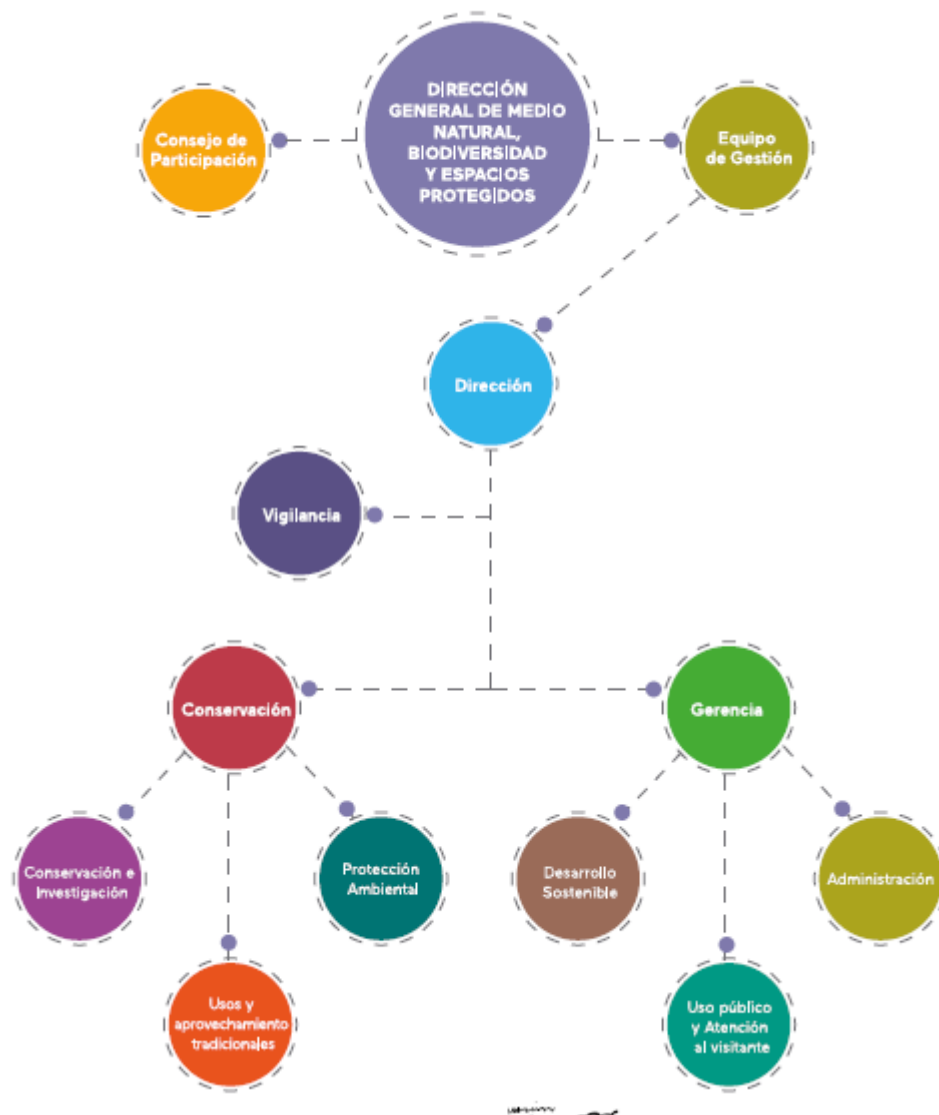 DIRECCIÓN
GENERAL DE MEDIO
NATURAL,
BIODIVERSIDAD
Y ESPACIOS
PROTEGIDOS
Consejo de
Participación
Equipo
de Gestión
Dirección
Vigilancia
Conservación
Gerencia
Conservación e
Investigación
Protección
Ambiental
Desarrollo
Sostenible
Administración
Usos y
aprovechamiento
tradicionales
Uso público
y Atención
al visitante